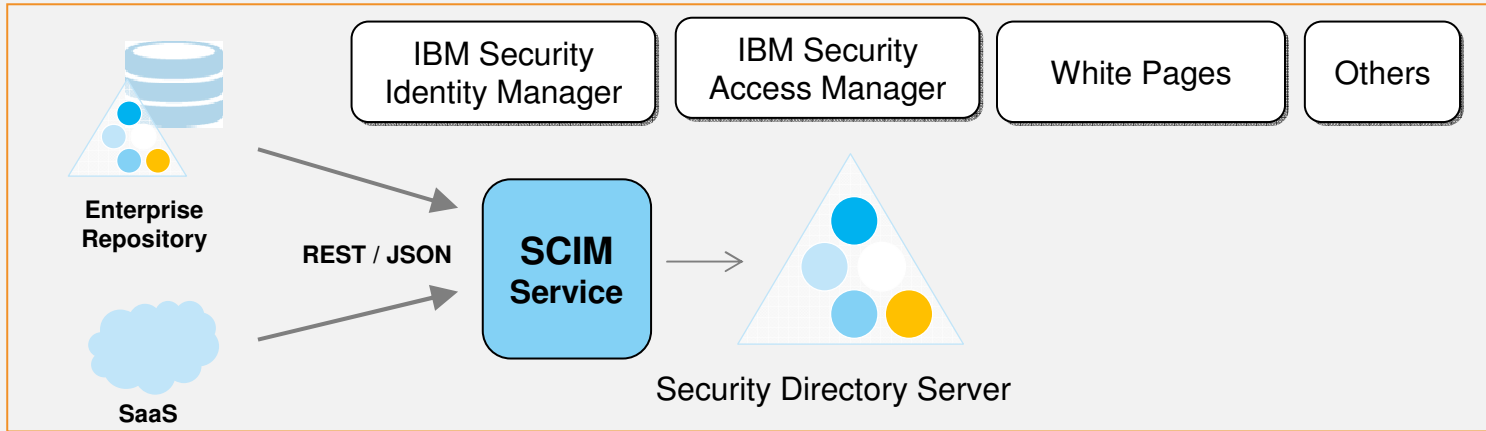 IBM Security
Identity Manager
IBM Security
Access Manager
White Pages
Others
Enterprise
Repository
REST / JSON
SCIM
Service
Security Directory Server
SaaS